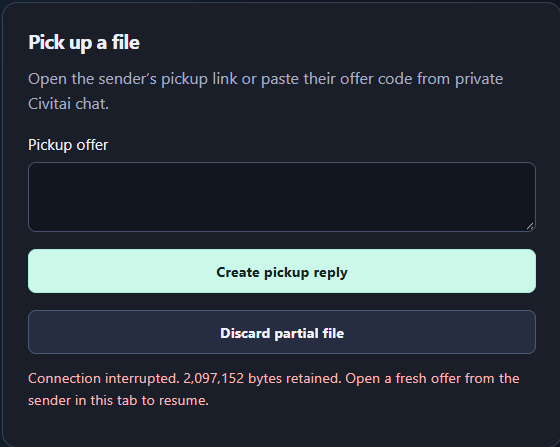 Pick up a file
Open the sender’s pickup link or paste their offer code from private
Civitai chat.
Pickup offer
Create pickup reply
Discard partial file
Connection interrupted. 2,097,152 bytes retained. Open a fresh offer from the
sender in this tab to resume.